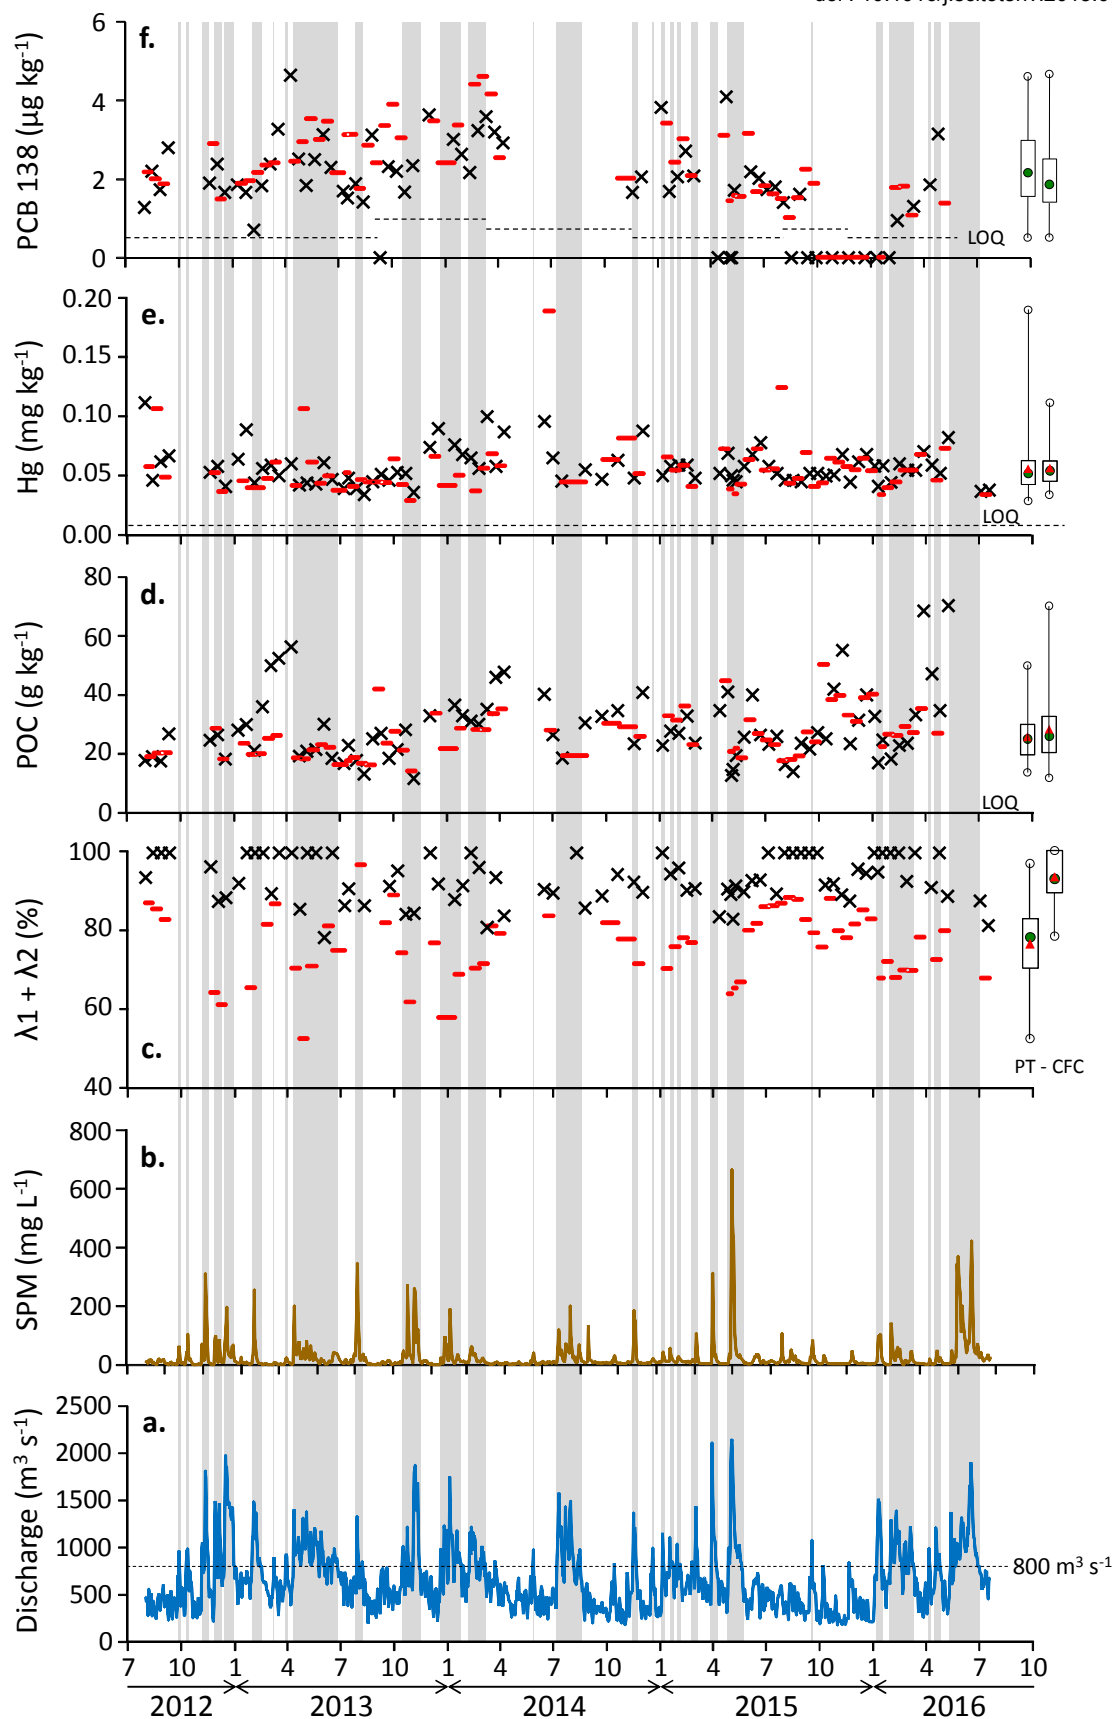 f.
PCB 138 (µg kg⁻¹)
6
4
2
0
LOQ
e.
Hg (mg kg⁻¹)
0.20
0.15
0.10
0.05
0.00
LOQ
d.
POC (g kg⁻¹)
80
60
40
20
0
LOQ
λ1 + λ2 (%)
100
80
60
40
c.
PT - CFC
b.
SPM (mg L⁻¹)
800
600
400
200
0
a.
Discharge (m³ s⁻¹)
2500
2000
1500
1000
500
0
800 m³ s⁻¹
7 10 1 4 7 10 1 4 7 10 1 4 7 10 1 4 7 10
2012 2013 2014 2015 2016